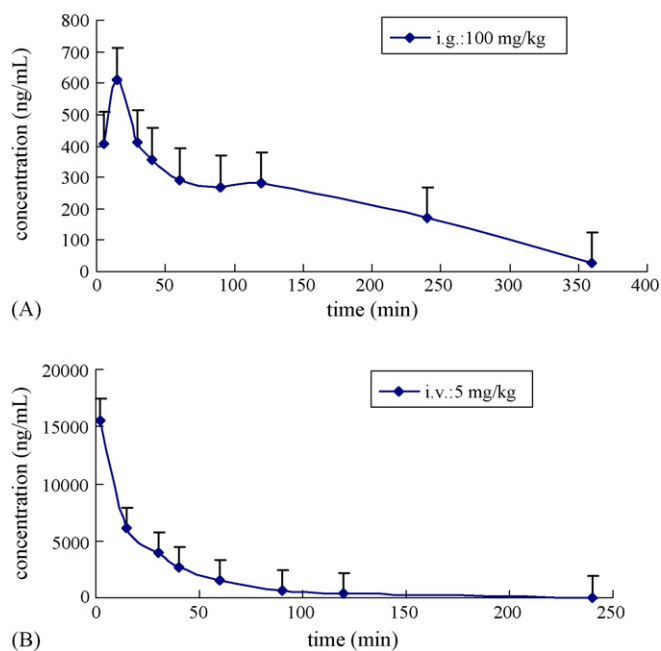 800
700
600
500
400
300
200
100
0
concentration (ng/mL)
i.g.:100 mg/kg
0 50 100 150 200 250 300 350 400
time (min)
(A)
20000
15000
10000
5000
0
concentration (ng/mL)
i.v.:5 mg/kg
0 50 100 150 200 250
time (min)
(B)